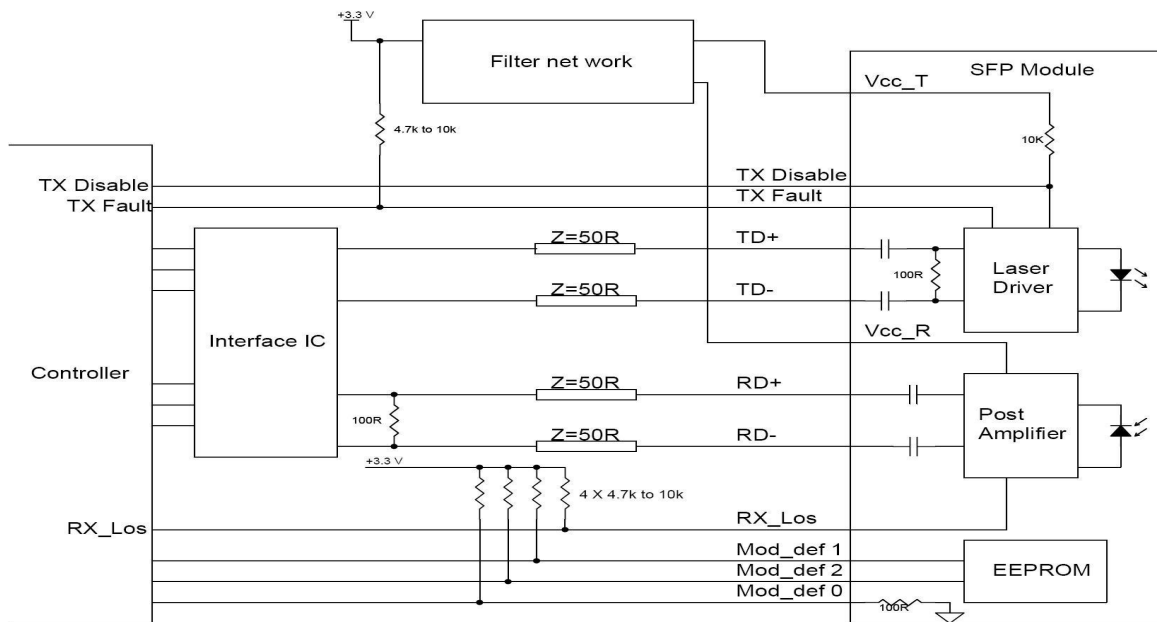 +3.3 V
Filter net work
SFP Module
Vcc_T
4.7k to 10k
10K
TX Disable
TX Disable
TX Fault
TX Fault
Z=50R
TD+
100R
Laser
Driver
Z=50R
TD-
Interface IC
Vcc_R
Controller
Z=50R
RD+
100R
Post
Amplifier
Z=50R
RD-
+3.3 V
4 X 4.7k to 10k
RX_Los
RX_Los
Mod_def 1
EEPROM
Mod_def 2
Mod_def 0
100R